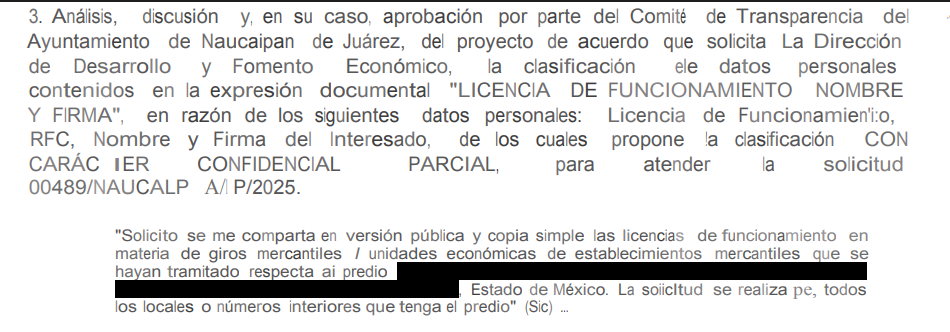 3. Análisis, discusión y, en su caso, aprobación por parte del Comité de Transparencia del
Ayuntamiento de Naucaipan de Juárez, del proyecto de acuerdo que solicita La Dirección
de Desarrollo y Fomento Económico, la clasificación ele datos personales
contenidos en la expresión documental "LICENCIA DE FUNCIONAMIENTO NOMBRE
Y FIRMA", en razón de los siguientes datos personales: Licencia de Funcionamien'i:o,
RFC, Nombre y Firma del Interesado, de los cuales propone la clasificación CON
CARÁC IER CONFIDENCIAL PARCIAL, para atender la solicitud
00489/NAUCALP A/I P/2025.
"Solicito se me comparta en versión pública y copia simple las licencias de funcionamiento en
materia de giros mercantiles / unidades económicas de establecimientos mercantiles que se
hayan tramitado respecta ai predio
, Estado de México. La soiicItud se realiza pe, todos
los locales o números interiores que tenga el predio" (Sic) ...